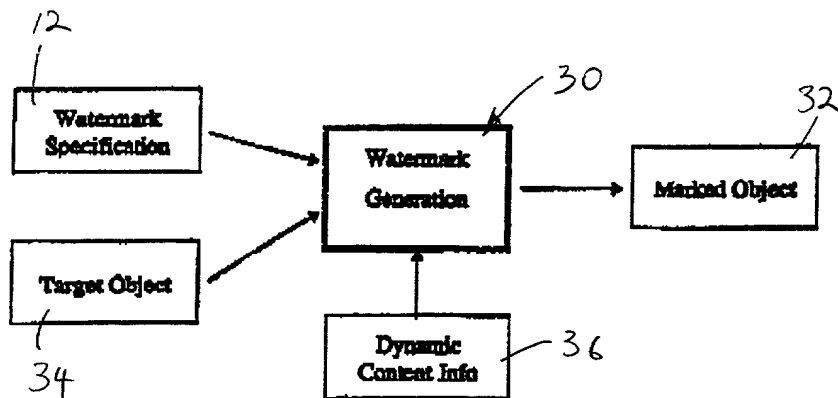 12
Watermark
Specification
30
Watermark
Generation
32
Marked Object
Target Object
34
Dynamic
Content Info
36